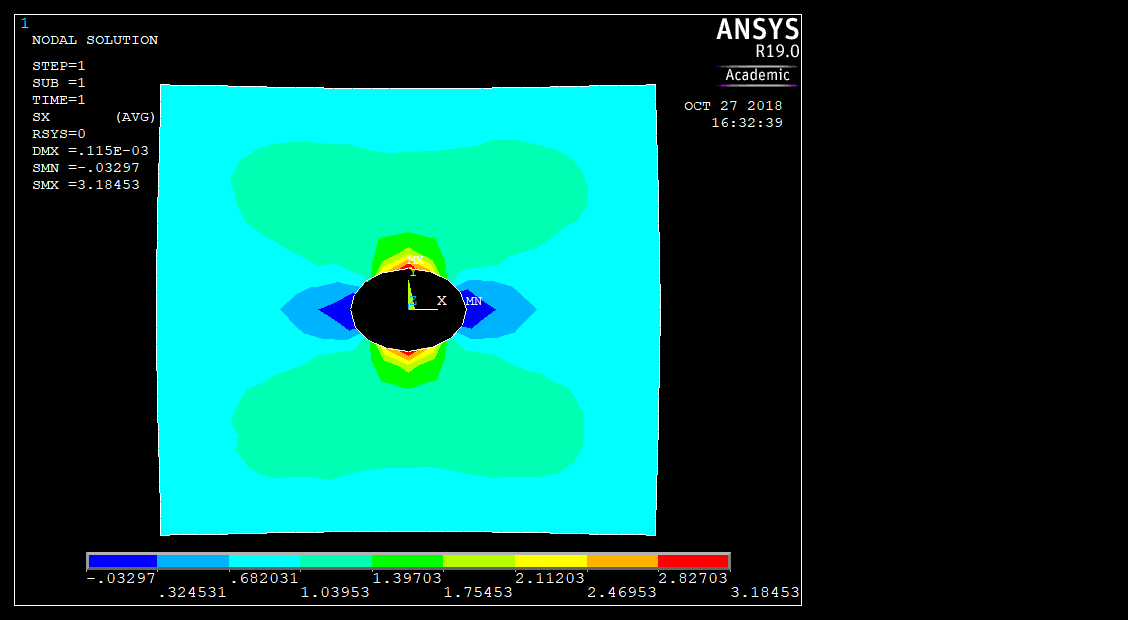 1
NODAL SOLUTION
STEP=1
SUB =1
TIME=1
SX (AVG)
RSYS=0
DMX =.115E-03
SMN =-.03297
SMX =3.18453
ANSYS
R19.0
Academic
OCT 27 2018
16:32:39
MX
Y
Z X MN
-.03297 .682031 1.39703 2.11203 2.82703
.324531 1.03953 1.75453 2.46953 3.18453